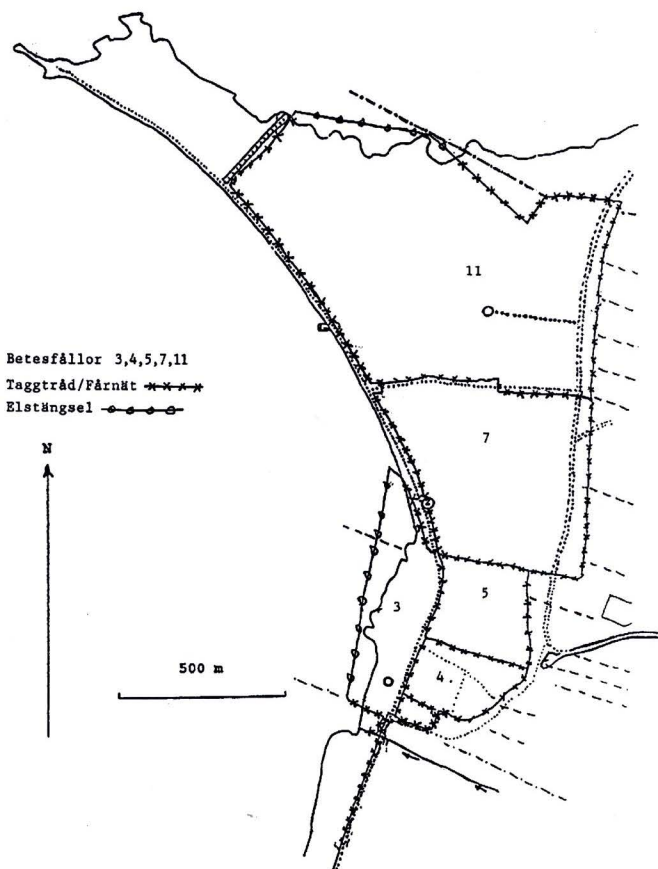 11
Betesfållor 3,4,5,7,11
Taggtråd/Fårnät
Elstängsel
N
7
3
5
4.
500 m